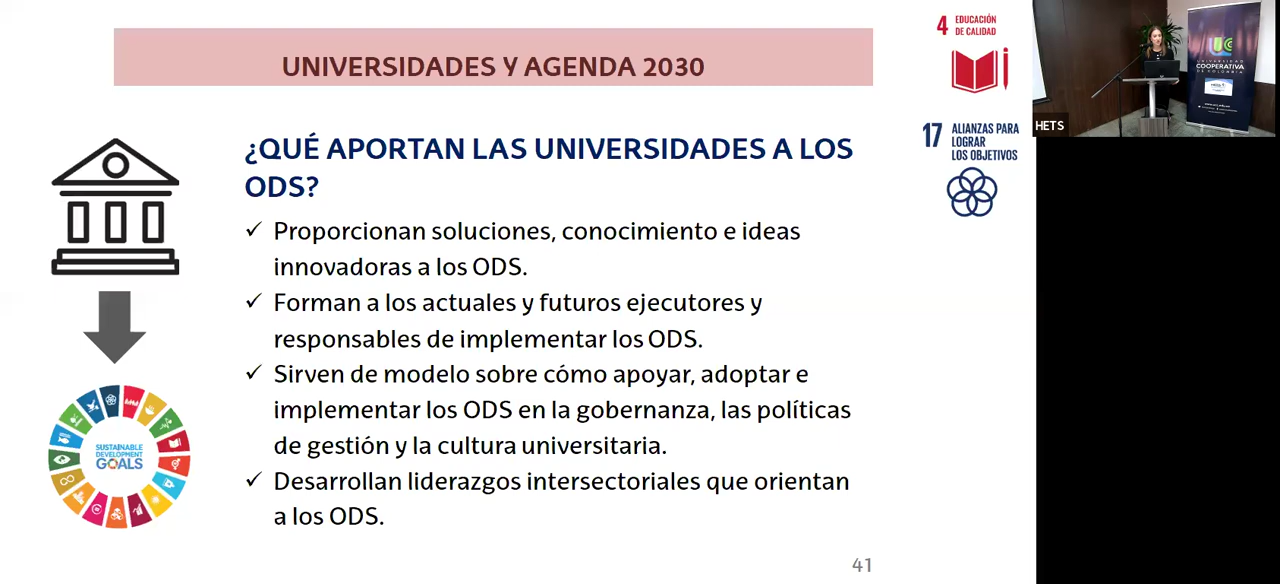 UNIVERSIDADES Y AGENDA 2030
¿QUÉ APORTAN LAS UNIVERSIDADES A LOS
ODS?
✓ Proporcionan soluciones, conocimiento e ideas
innovadoras a los ODS.
✓ Forman a los actuales y futuros ejecutores y
responsables de implementar los ODS.
✓ Sirven de modelo sobre cómo apoyar, adoptar e
implementar los ODS en la gobernanza, las políticas
de gestión y la cultura universitaria.
✓ Desarrollan liderazgos intersectoriales que orientan
a los ODS.
41
SUSTAINABLE
DEVELOPMENT
GOALS
4 EDUCACIÓN
DE CALIDAD
17 ALIANZAS PARA
LOGRAR
LOS OBJETIVOS
HETS
UCC
UNIVERSIDAD
COOPERATIVA
DE COLOMBIA